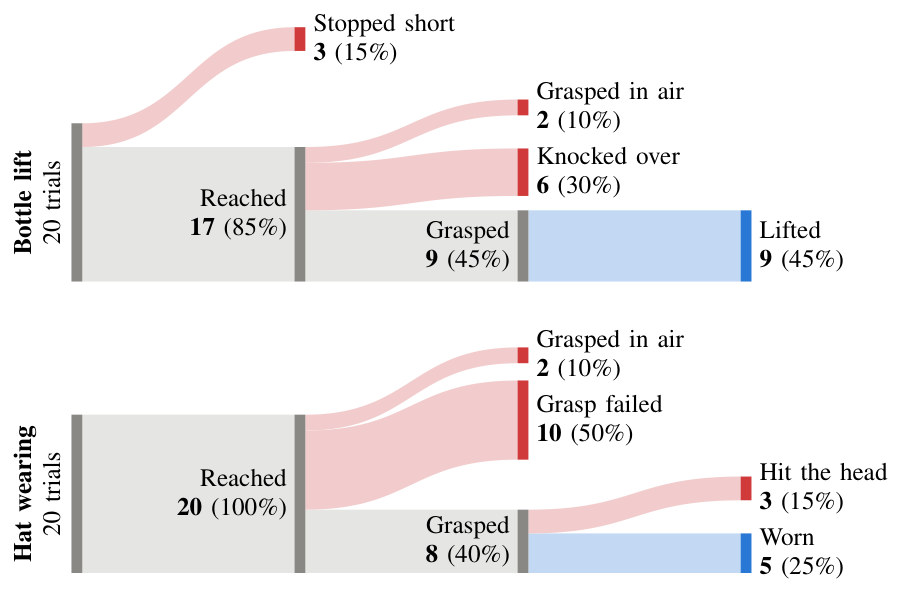 Bottle lift
20 trials
Stopped short
3 (15%)
Reached
17 (85%)
Grasped in air
2 (10%)
Knocked over
6 (30%)
Grasped
9 (45%)
Lifted
9 (45%)
Hat wearing
20 trials
Reached
20 (100%)
Grasped in air
2 (10%)
Grasp failed
10 (50%)
Grasped
8 (40%)
Hit the head
3 (15%)
Worn
5 (25%)